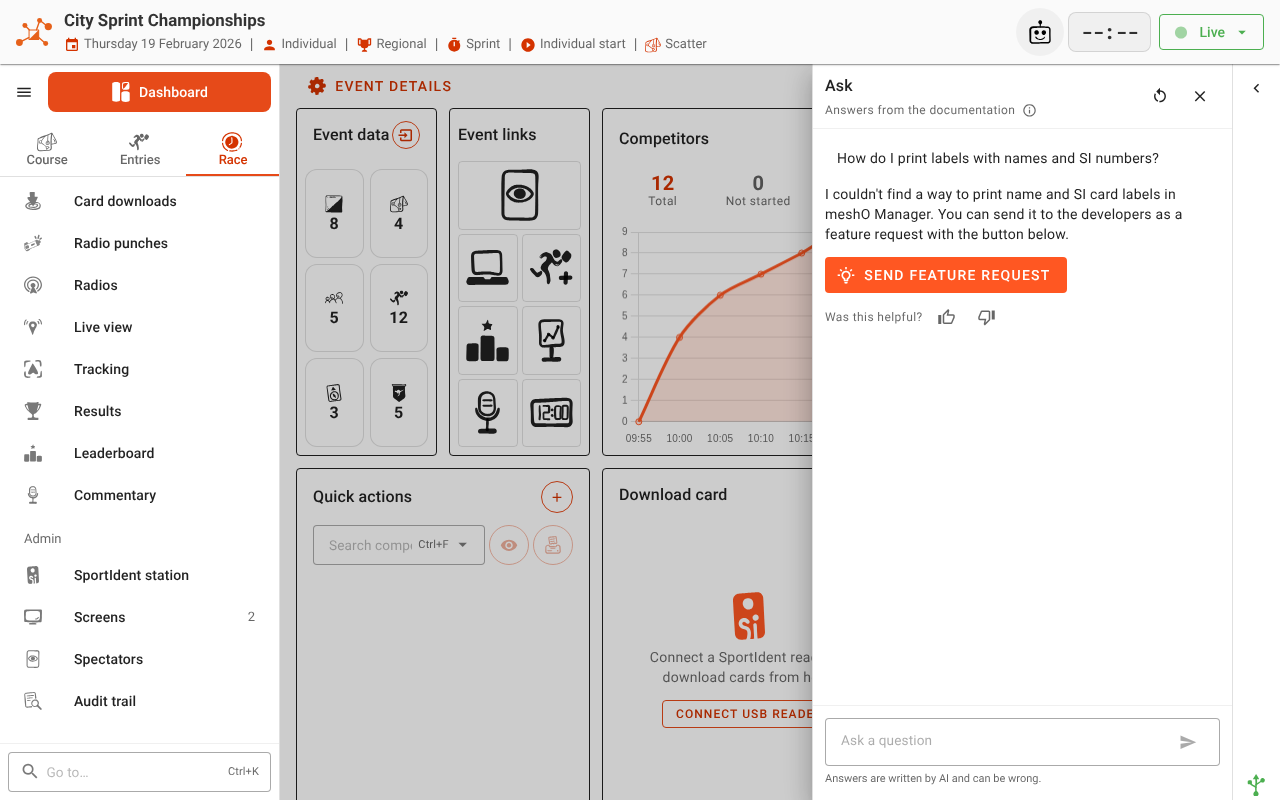 City Sprint Championships
Thursday 19 February 2026 | Individual | Regional | Sprint | Individual start | Scatter
--:--
Live
Dashboard
Course
Entries
Race
Card downloads
Radio punches
Radios
Live view
Tracking
Results
Leaderboard
Commentary
Admin
SportIdent station
Screens 2
Spectators
Audit trail
Go to...
Ctrl+K
EVENT DETAILS
Event data
8
4
5
12
3
5
Event links
12:00
Competitors
12
Total
0
Not started
9
8
7
6
5
4
3
2
1
0
09:55 10:00 10:05 10:10 10:15
Quick actions
Search compe
Ctrl+F
Download card
Si
Connect a SportIdent rea
download cards from h
CONNECT USB READE
Ask
Answers from the documentation
How do I print labels with names and SI numbers?
I couldn't find a way to print name and SI card labels in
meshO Manager. You can send it to the developers as a
feature request with the button below.
SEND FEATURE REQUEST
Was this helpful?
Ask a question
Answers are written by AI and can be wrong.